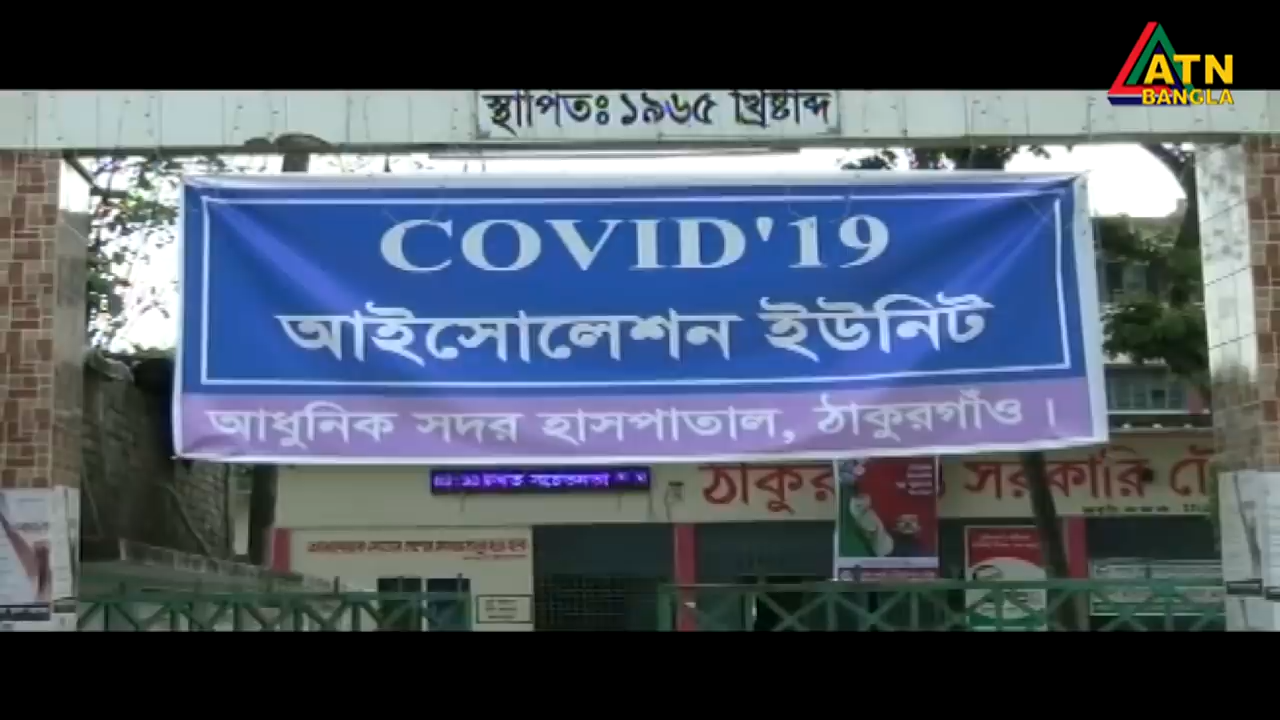 ATN
BANGLA
স্থাপিতঃ ১৯৬৫ খ্রিষ্টাব্দ
COVID'19
আইসোলেশন ইউনিট
আধুনিক সদর হাসপাতাল, ঠাকুরগাঁও ।
সরকারি